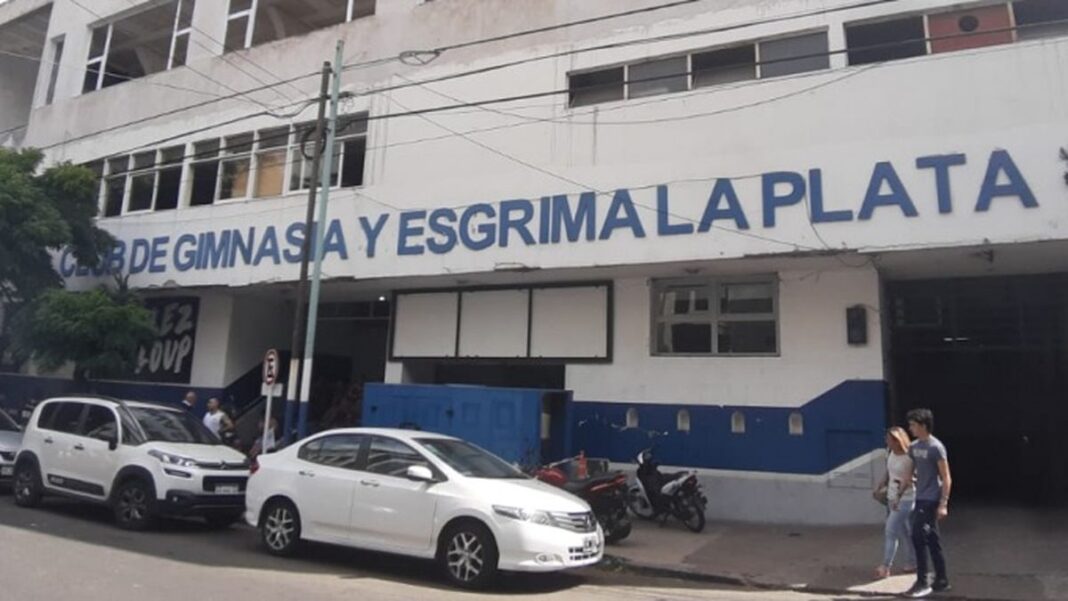 CLUB DE GIMNASIA Y ESGRIMA LA PLATA